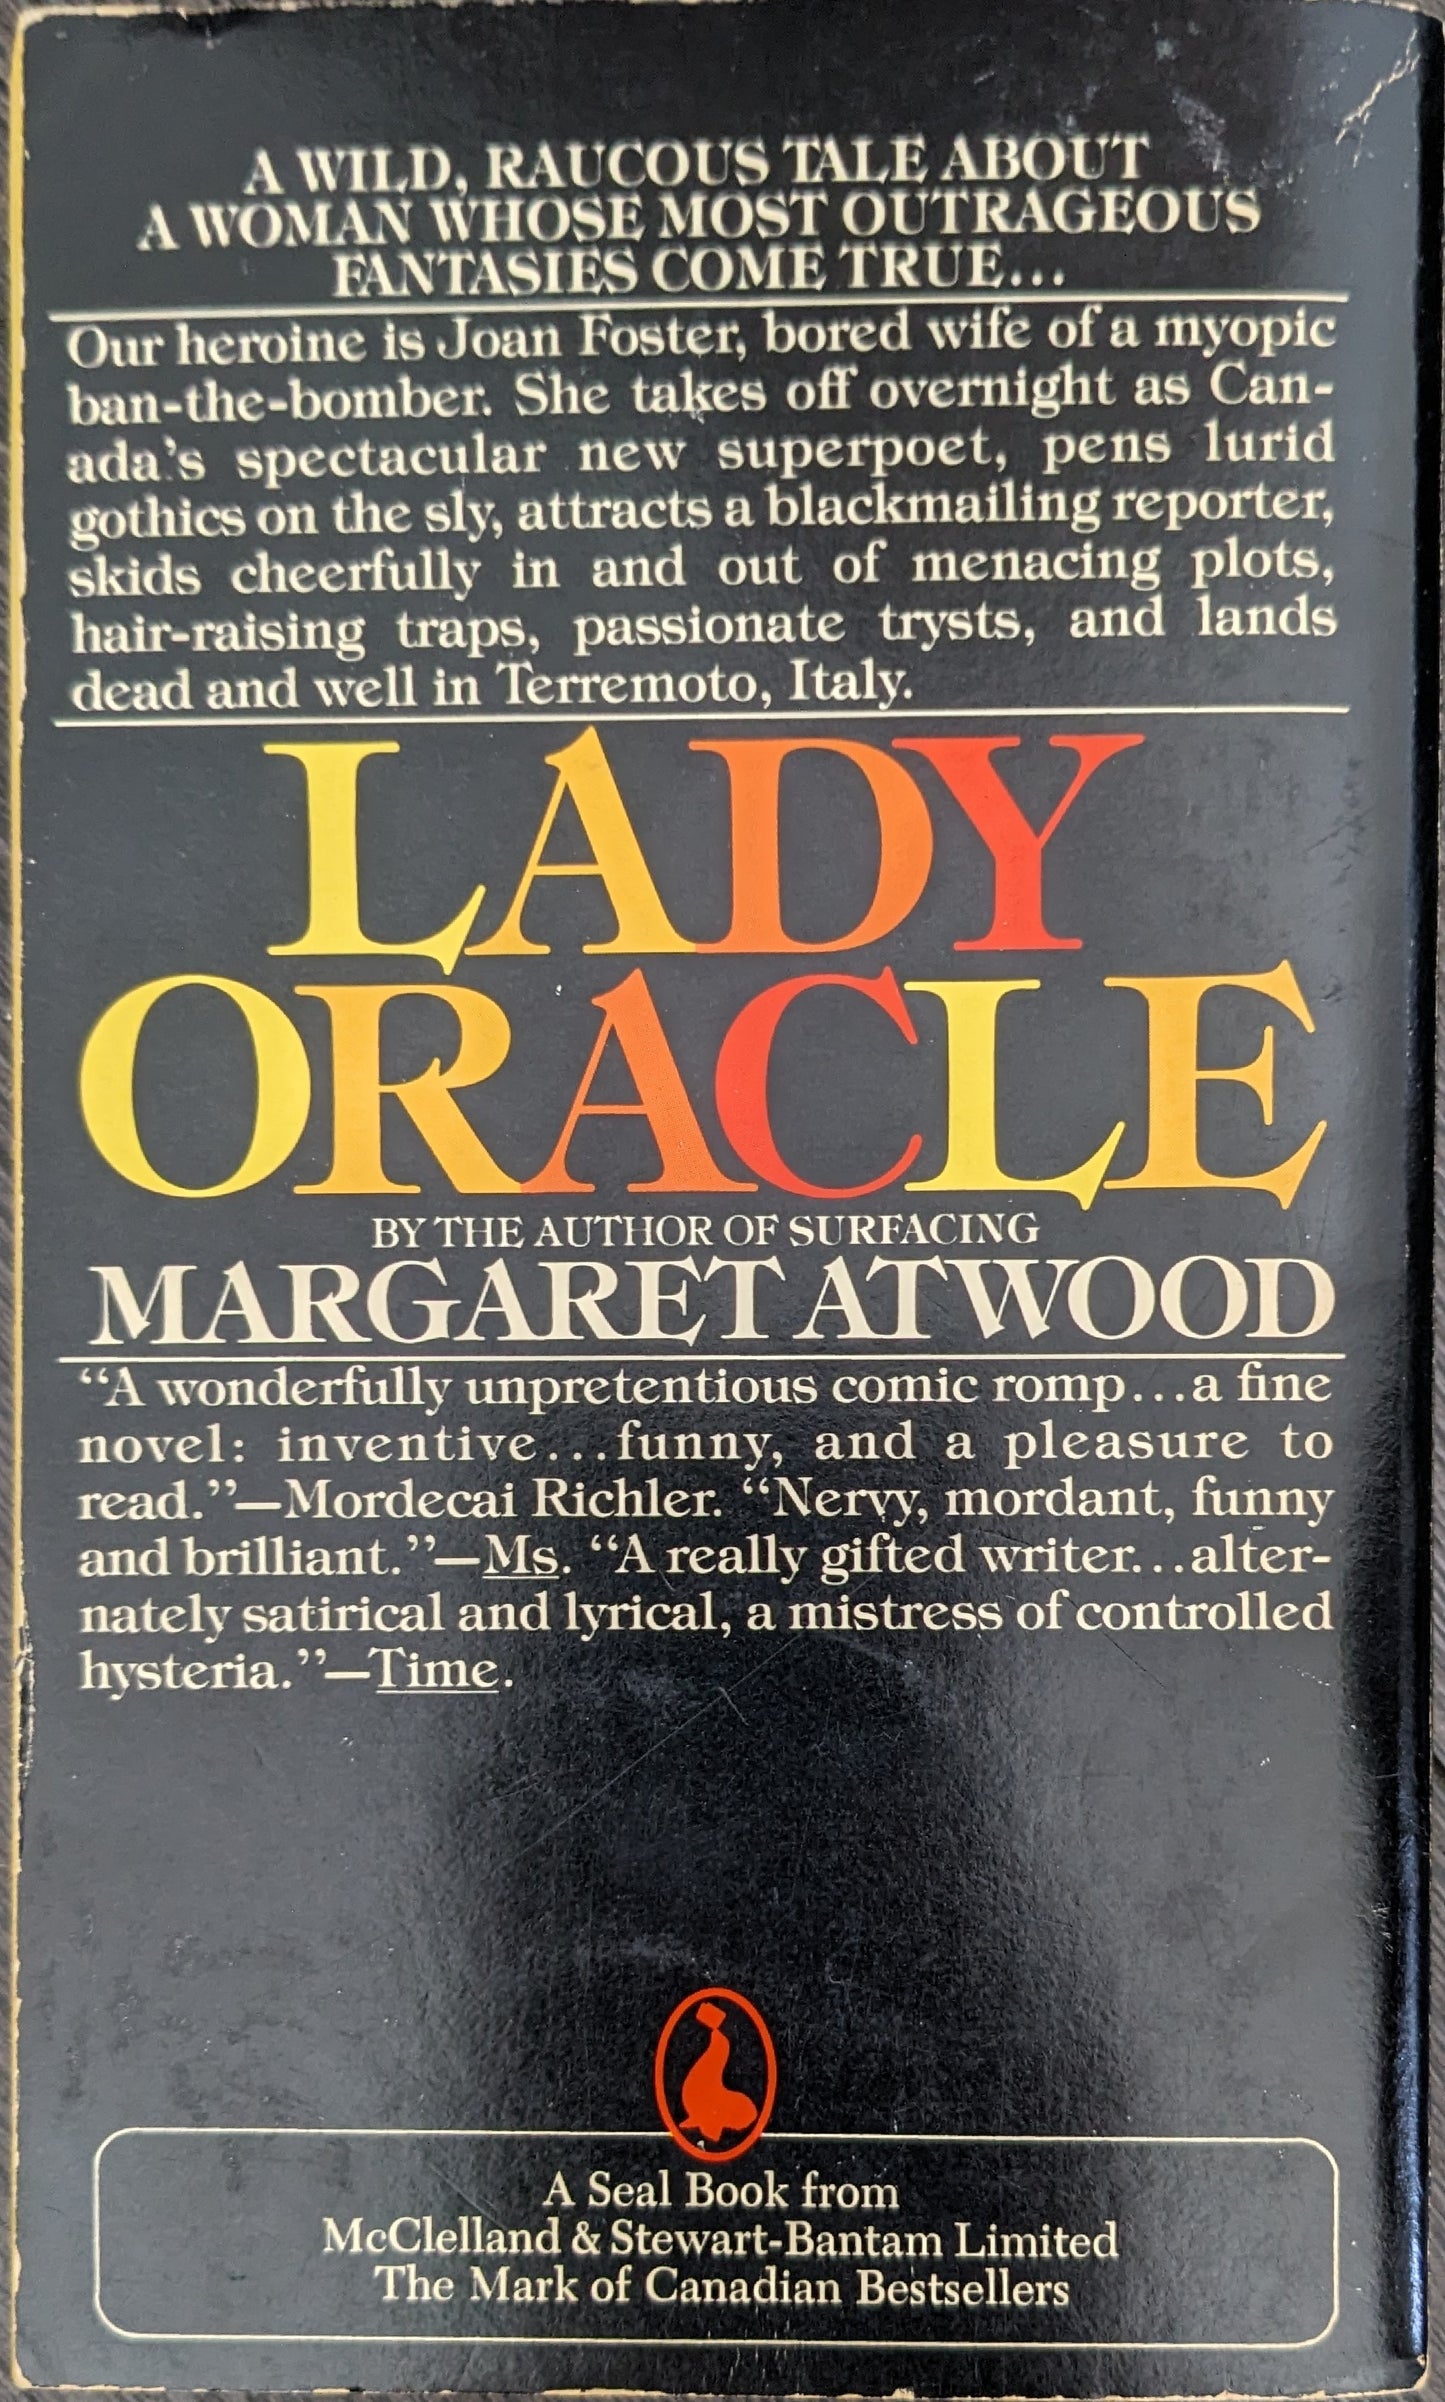 A WILD, RAUCOUS TALE ABOUT
A WOMAN WHOSE MOST OUTRAGEOUS
FANTASIES COME TRUE...
Our heroine is Joan Foster, bored wife of a myopic
ban-the-bomber. She takes off overnight as Can-
ada's spectacular new superpoet, pens lurid
gothics on the sly, attracts a blackmailing reporter,
skids cheerfully in and out of menacing plots,
hair-raising traps, passionate trysts, and lands
dead and well in Terremoto, Italy.
LADY
ORACLE
BY THE AUTHOR OF SURFACING
MARGARET ATWOOD
“A wonderfully unpretentious comic romp...a fine
novel: inventive...funny, and a pleasure to
read.”—Mordecai Richler. “Nervy, mordant, funny
and brilliant.”—Ms. “A really gifted writer...alter-
nately satirical and lyrical, a mistress of controlled
hysteria.”—Time.
A Seal Book from
McClelland & Stewart-Bantam Limited
The Mark of Canadian Bestsellers